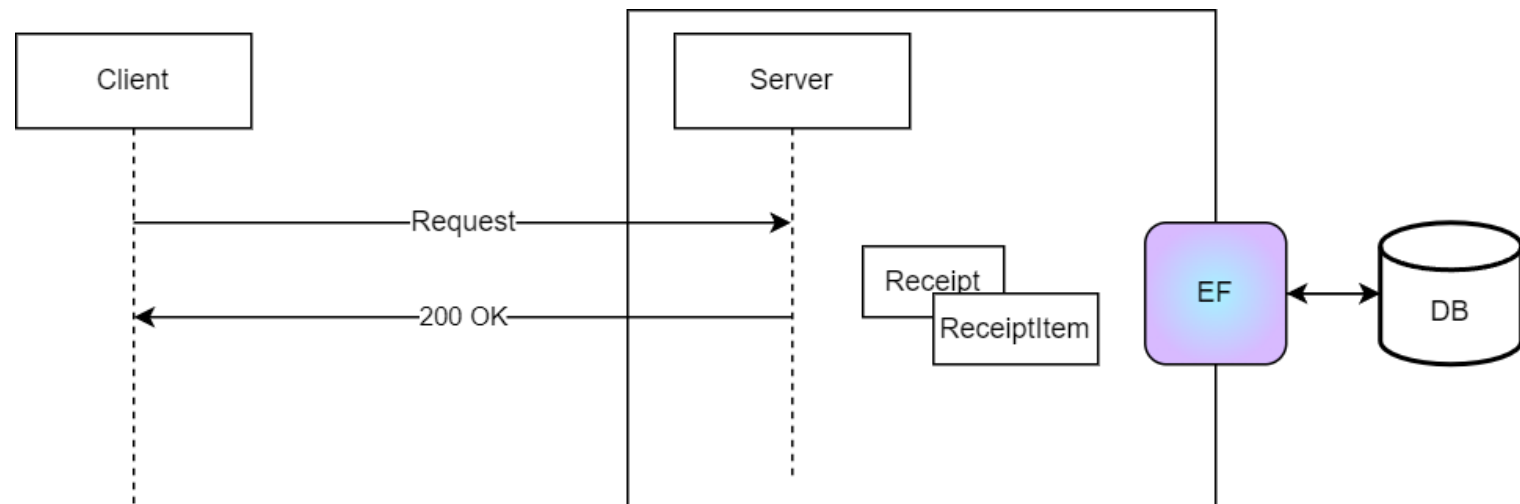 Client
Server
Request
Receipt
EF
DB
200 OK
ReceiptItem